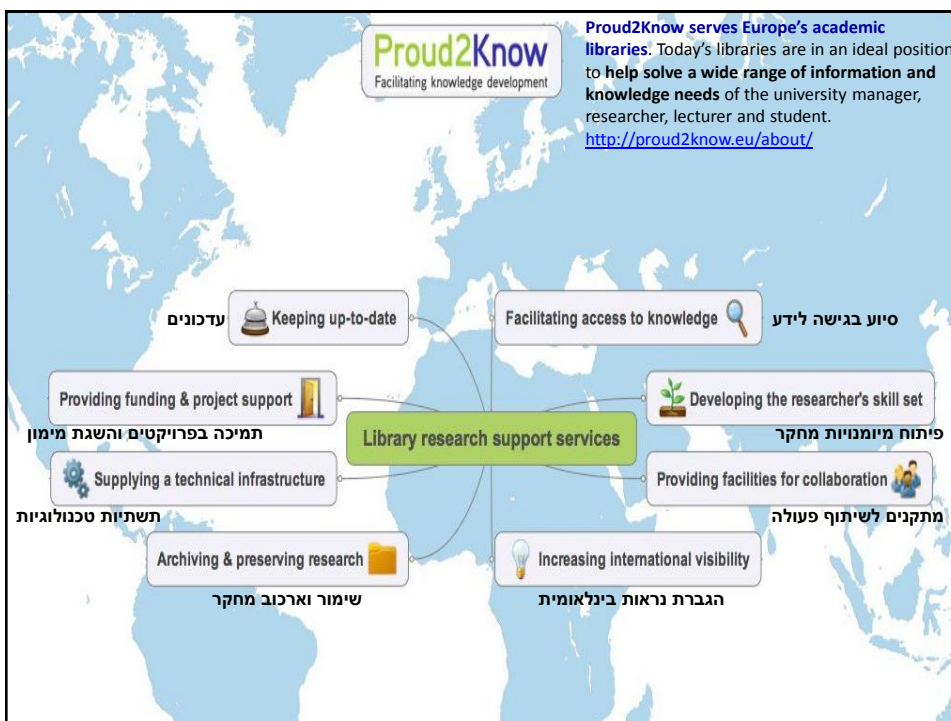 Proud2Know
Facilitating knowledge development
Proud2Know serves Europe's academic
libraries. Today's libraries are in an ideal position
to help solve a wide range of information and
knowledge needs of the university manager,
researcher, lecturer and student.
http://proud2know.eu/about/
עדכונים
Keeping up-to-date
Facilitating access to knowledge
סיוע בגישה לידע
Providing funding & project support
תמיכה בפרויקטים והשגת מימון
Developing the researcher's skill set
פיתוח מיומנויות מחקר
Library research support services
Supplying a technical infrastructure
תשתיות טכנולוגיות
Providing facilities for collaboration
מתקנים לשיתוף פעולה
Archiving & preserving research
שימור וארכוב מחקר
Increasing international visibility
הגברת נראות בינלאומית